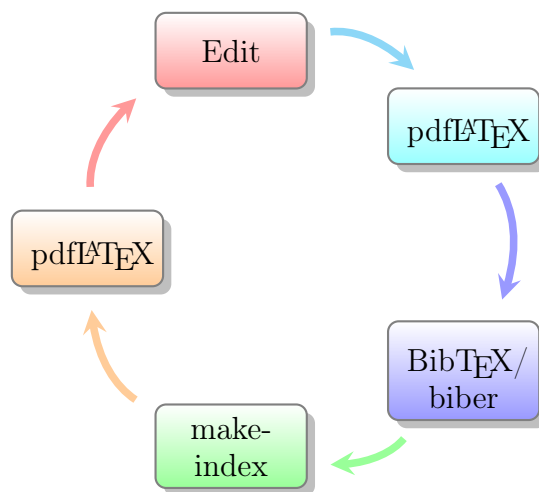 Edit
pdfLATEX
BibTEX/
biber
make-
index
pdfLATEX